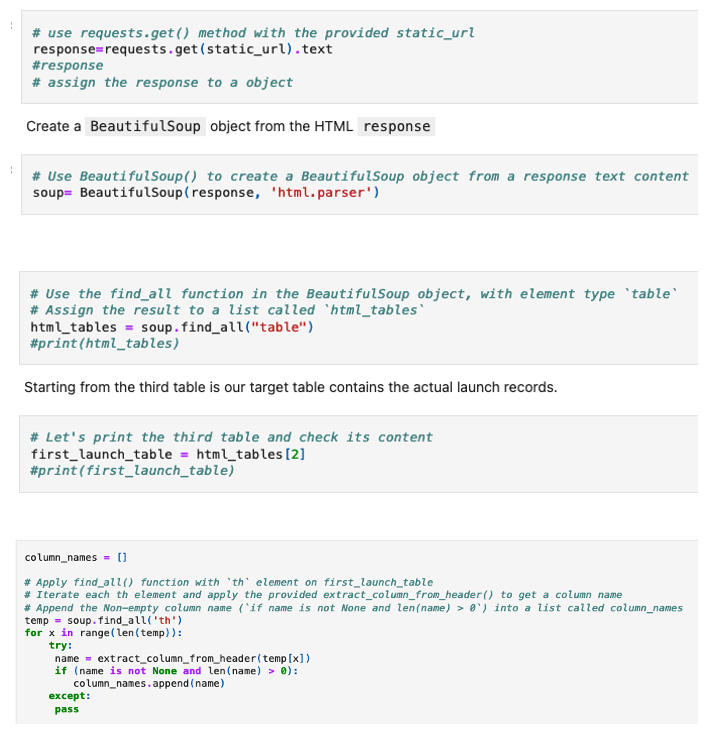 # use requests.get() method with the provided static_url
response=requests.get(static_url).text
#response
# assign the response to a object
Create a BeautifulSoup object from the HTML response
# Use BeautifulSoup() to create a BeautifulSoup object from a response text content
soup= BeautifulSoup(response, 'html.parser')
# Use the find_all function in the BeautifulSoup object, with element type `table`
# Assign the result to a list called `html_tables`
html_tables = soup.find_all("table")
#print(html_tables)
Starting from the third table is our target table contains the actual launch records.
# Let's print the third table and check its content
first_launch_table = html_tables[2]
#print(first_launch_table)
column_names = []
# Apply find_all() function with `th` element on first_launch_table
# Iterate each th element and apply the provided extract_column_from_header() to get a column name
# Append the Non-empty column name (`if name is not None and len(name) > 0`) into a list called column_names
temp = soup.find_all('th')
for x in range(len(temp)):
    try:
     name = extract_column_from_header(temp[x])
     if (name is not None and len(name) > 0):
        column_names.append(name)
    except:
     pass